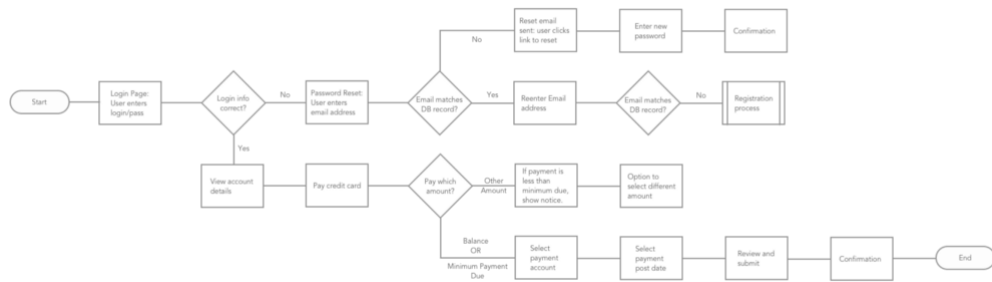 Reset email
sent: user clicks
link to reset
Enter new
password
Confirmation
No
Start
Login Page:
User enters
login/pass
Login info
correct?
No
Password Reset:
User enters
email address
Email matches
DB record?
Yes
Reenter Email
address
Email matches
DB record?
No
Registration
process
Yes
View account
details
Pay credit card
Pay which
amount?
Other
Amount
If payment is
less than
minimum due,
show notice.
Option to
select different
amount
Balance
OR
Minimum Payment
Due
Select
payment
account
Select
payment
post date
Review and
submit
Confirmation
End